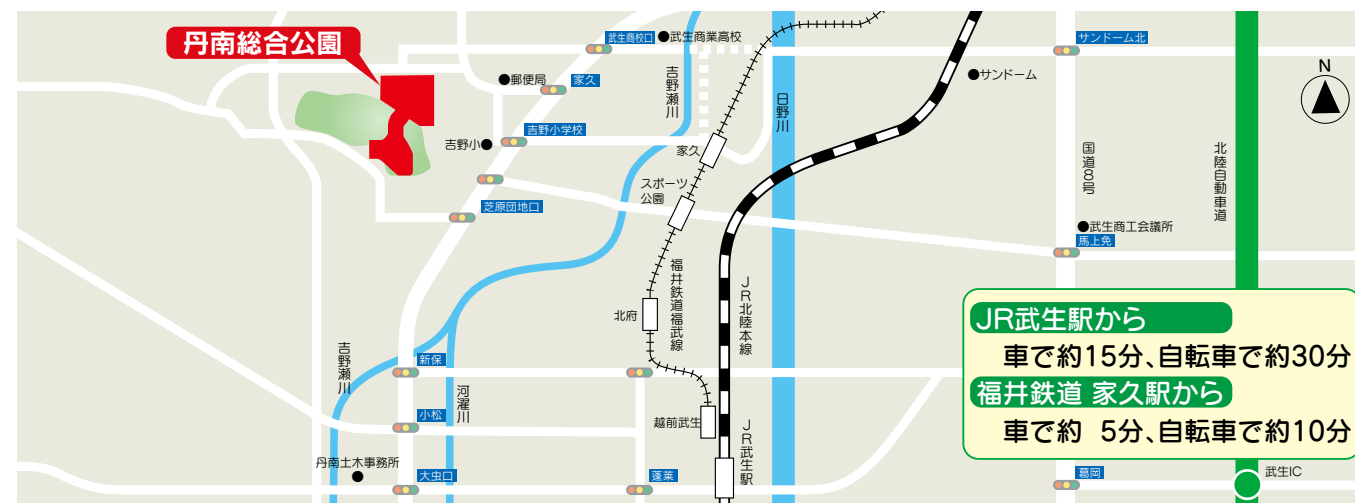 丹南総合公園
武生商校口
武生商業高校
サンドーム北
郵便局
家久
サンドーム
N
吉野瀬川
日野川
吉野小学校
吉野小
家久
国道8号
北陸自動車道
スポーツ
公園
芝原団地口
武生商工会議所
馬上免
福井鉄道福武線
JR北陸本線
北府
JR武生駅から
車で約15分、自転車で約30分
福井鉄道 家久駅から
車で約 5分、自転車で約10分
吉野瀬川
新保
河濯川
小松
越前武生
JR武生駅
丹南土木事務所
大虫口
蓬莱
葛岡
武生IC